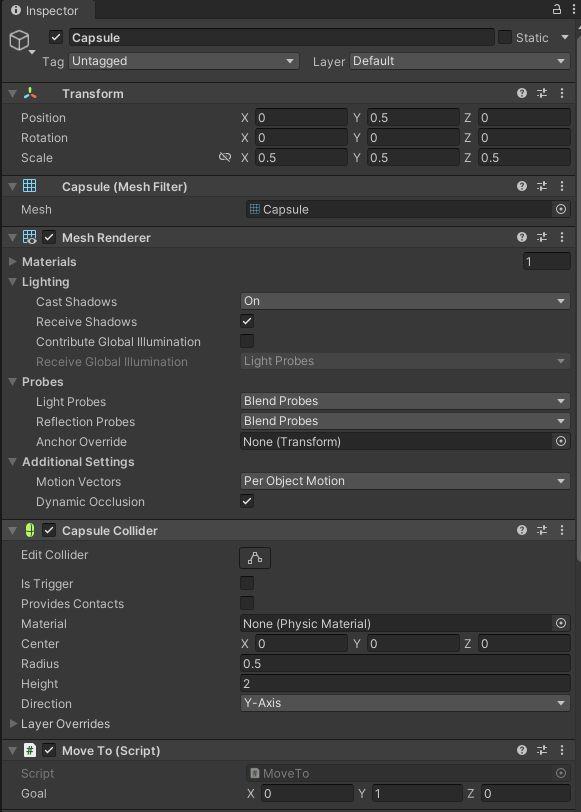 Inspector
Capsule Static
Tag Untagged Layer Default
Transform
Position X 0 Y 0.5 Z 0
Rotation X 0 Y 0 Z 0
Scale X 0.5 Y 0.5 Z 0.5
Capsule (Mesh Filter)
Mesh Capsule
Mesh Renderer
Materials 1
Lighting
Cast Shadows On
Receive Shadows
Contribute Global Illumination
Receive Global Illumination Light Probes
Probes
Light Probes Blend Probes
Reflection Probes Blend Probes
Anchor Override None (Transform)
Additional Settings
Motion Vectors Per Object Motion
Dynamic Occlusion
Capsule Collider
Edit Collider
Is Trigger
Provides Contacts
Material None (Physic Material)
Center X 0 Y 0 Z 0
Radius 0.5
Height 2
Direction Y-Axis
Layer Overrides
# Move To (Script)
Script MoveTo
Goal X 0 Y 1 Z 0